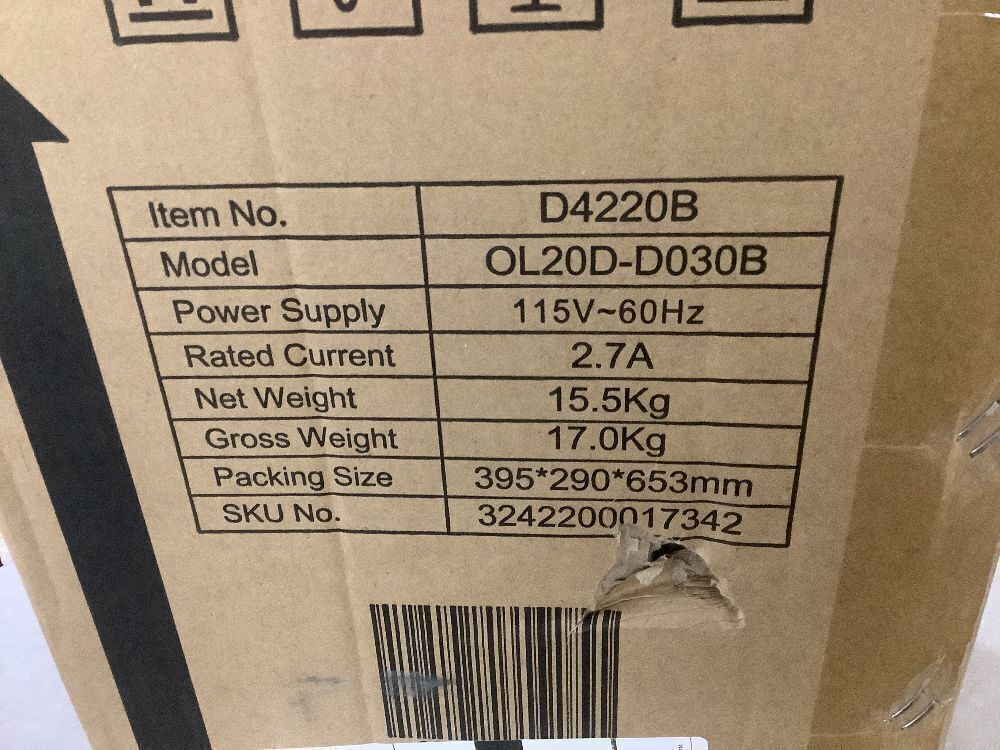 Item No. D4220B
Model OL20D-D030B
Power Supply 115V~60Hz
Rated Current 2.7A
Net Weight 15.5Kg
Gross Weight 17.0Kg
Packing Size 395*290*653mm
SKU No. 3242200017342